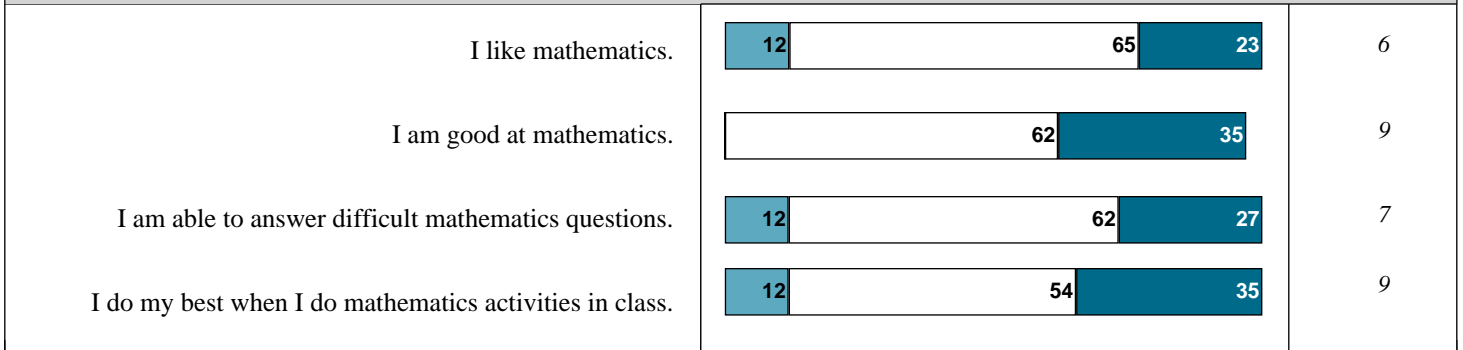 I like mathematics. 12 65 23 6
I am good at mathematics. 62 35 9
I am able to answer difficult mathematics questions. 12 62 27 7
I do my best when I do mathematics activities in class. 12 54 35 9